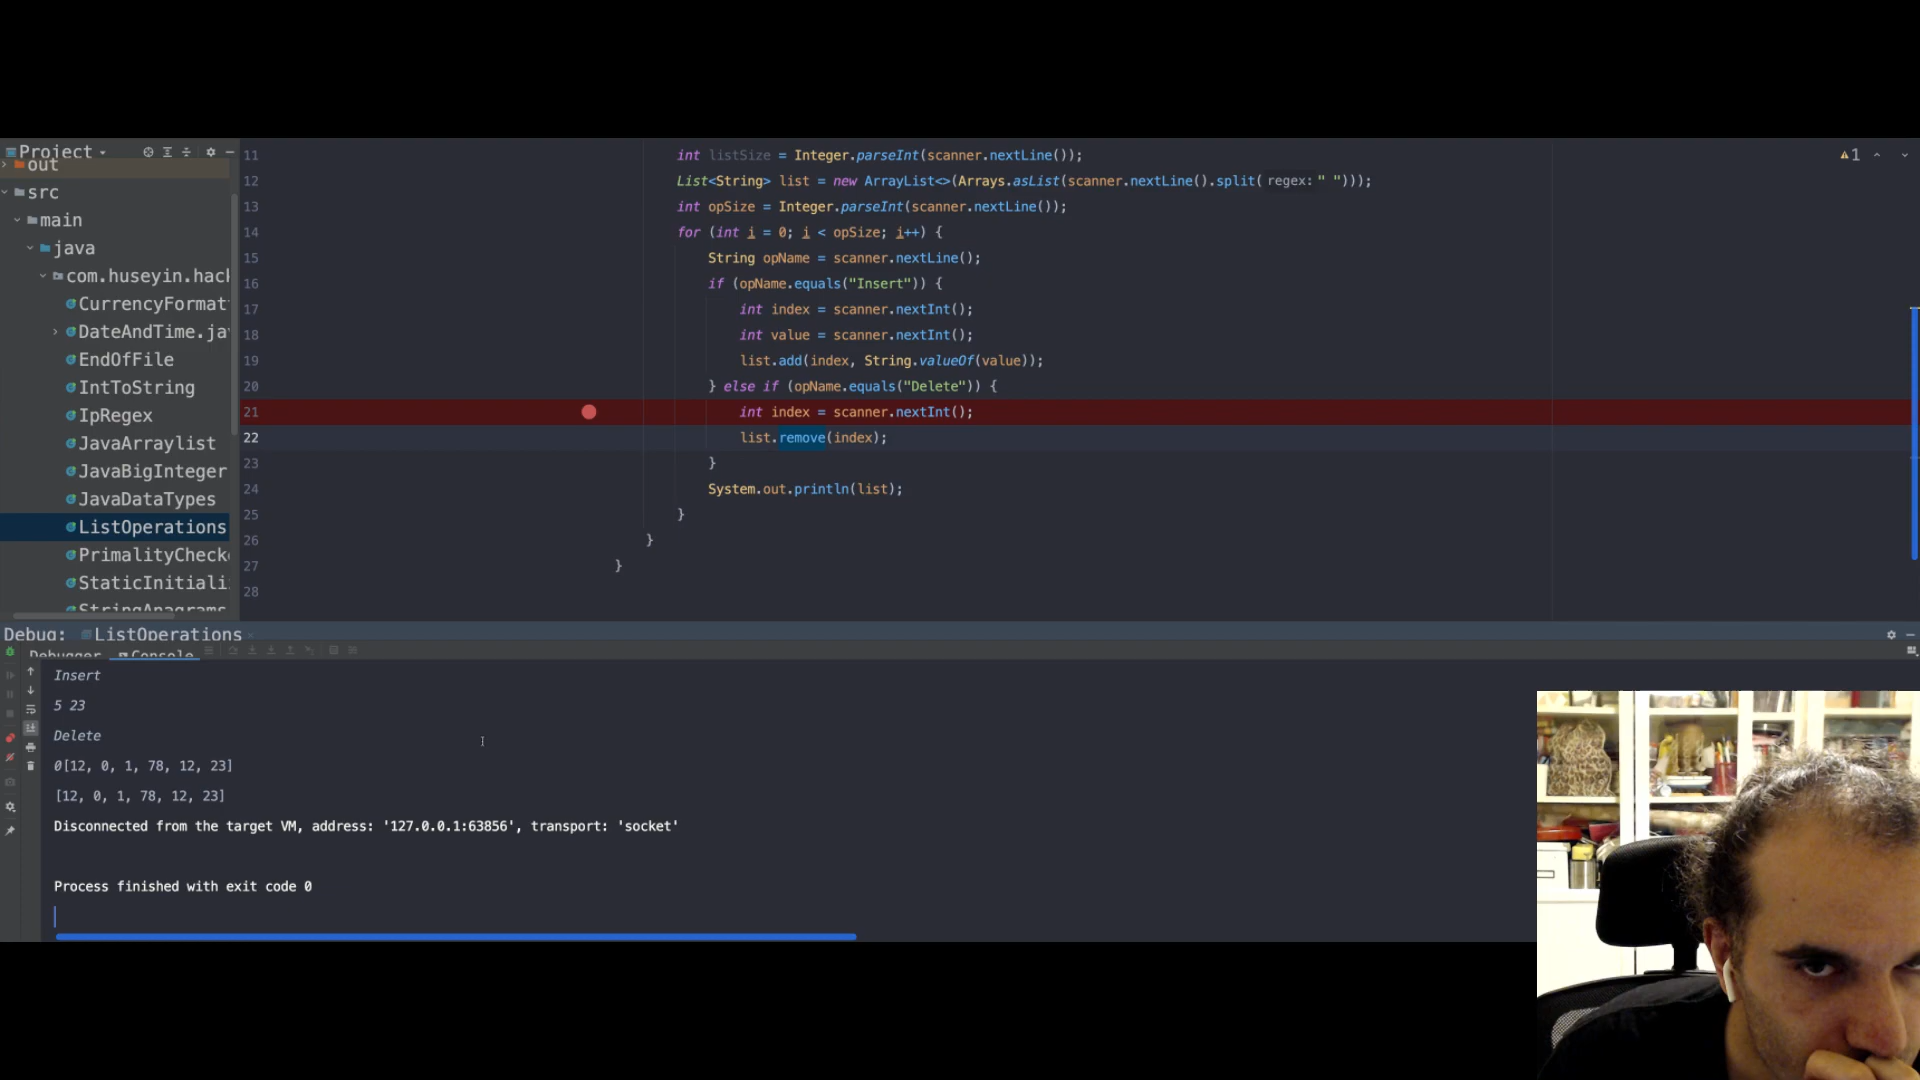 Project
out
src
main
java
com.huseyin.hack
CurrencyFormat
DateAndTime.ja
EndOfFile
IntToString
IpRegex
JavaArraylist
JavaBigInteger
JavaDataTypes
ListOperations
PrimalityCheck
StaticInitiali
StringAnagrams
11 int listSize = Integer.parseInt(scanner.nextLine());
12 List<String> list = new ArrayList<>(Arrays.asList(scanner.nextLine().split( regex: " ")));
13 int opSize = Integer.parseInt(scanner.nextLine());
14 for (int i = 0; i < opSize; i++) {
15 String opName = scanner.nextLine();
16 if (opName.equals("Insert")) {
17 int index = scanner.nextInt();
18 int value = scanner.nextInt();
19 list.add(index, String.valueOf(value));
20 } else if (opName.equals("Delete")) {
21 int index = scanner.nextInt();
22 list.remove(index);
23 }
24 System.out.println(list);
25 }
26 }
27 }
28
1
Debug: ListOperations
Debugger Console
Insert
5 23
Delete
0[12, 0, 1, 78, 12, 23]
[12, 0, 1, 78, 12, 23]
Disconnected from the target VM, address: '127.0.0.1:63856', transport: 'socket'
Process finished with exit code 0